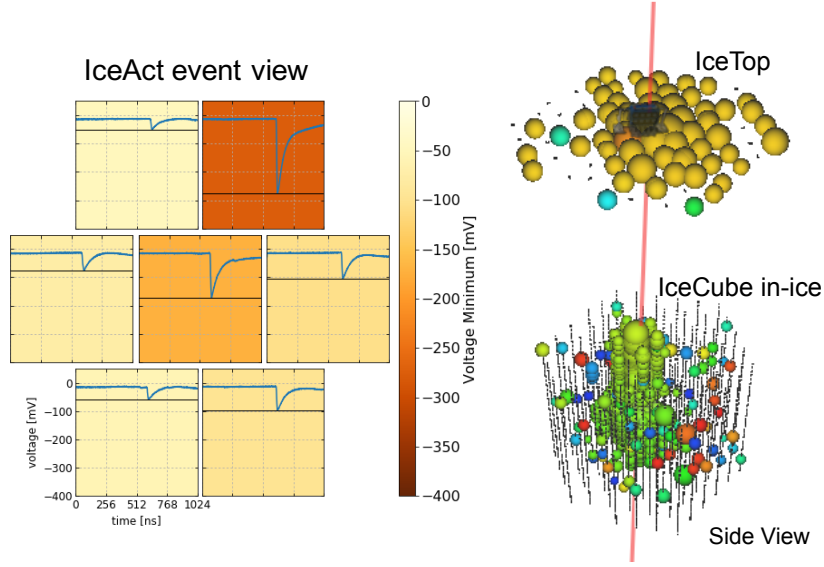 IceAct event view
0
−50
−100
−150
−200
−250
−300
−350
−400
Voltage Minimum [mV]
0
−100
−200
−300
−400
voltage [mV]
0 256 512 768 1024
time [ns]
IceTop
IceCube in-ice
Side View